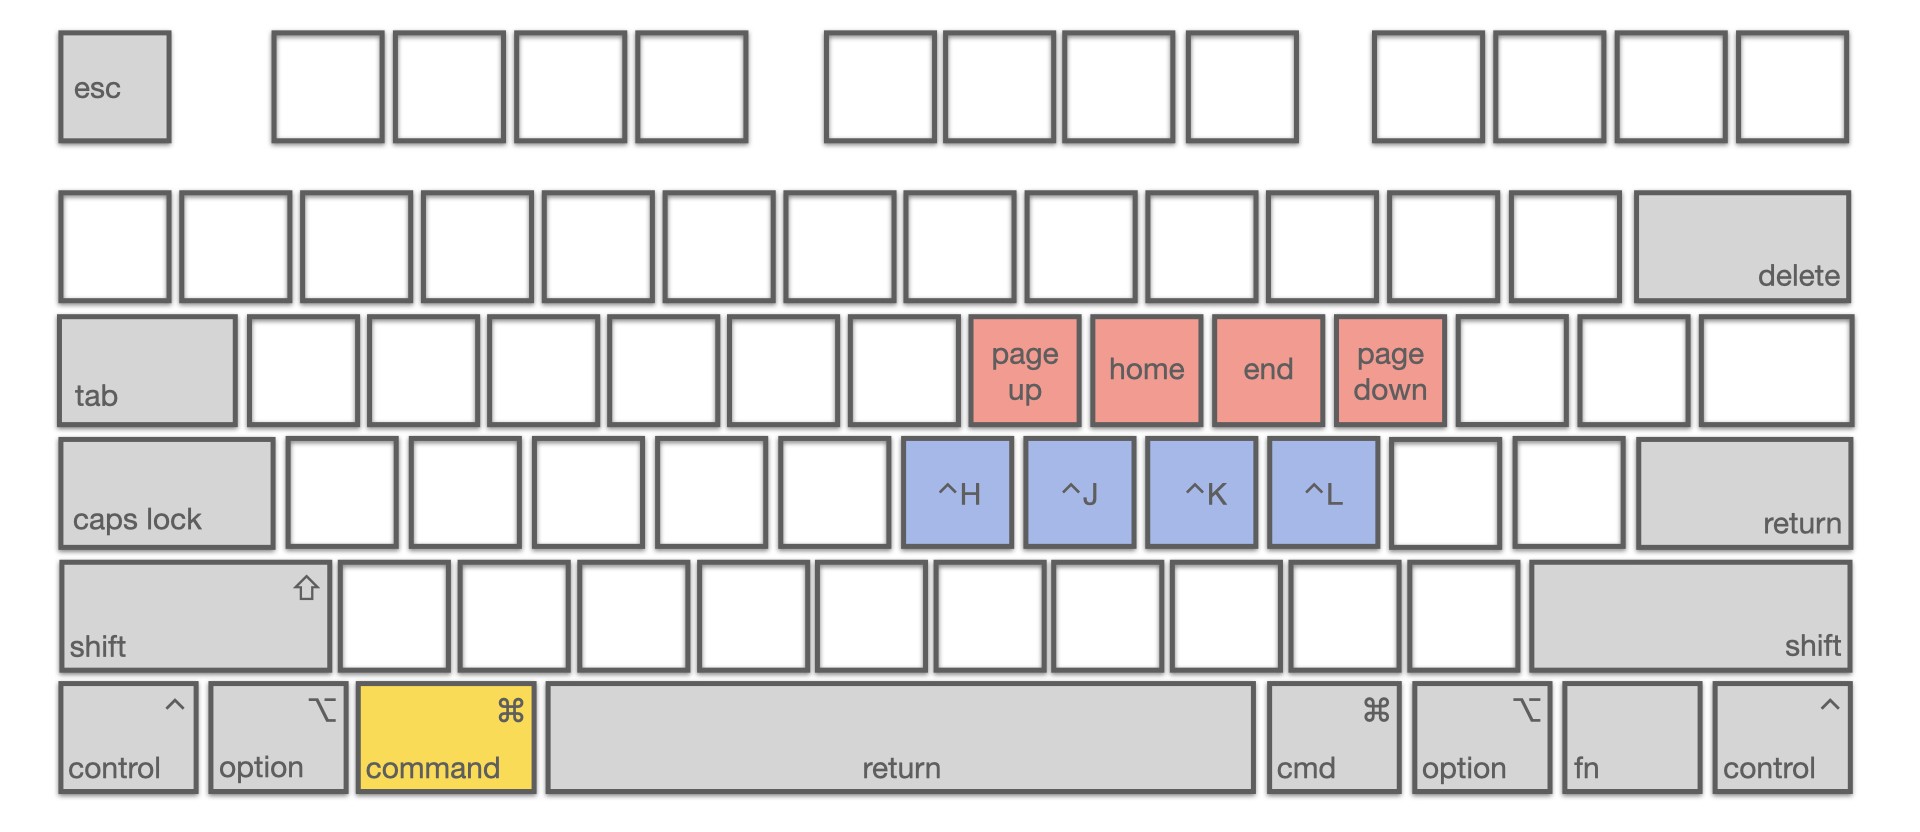 esc
delete
tab
page
up
home
end
page
down
caps lock
^H
^J
^K
^L
return
⇧
shift
shift
^
control
⌥
option
⌘
command
return
⌘
cmd
⌥
option
fn
^
control